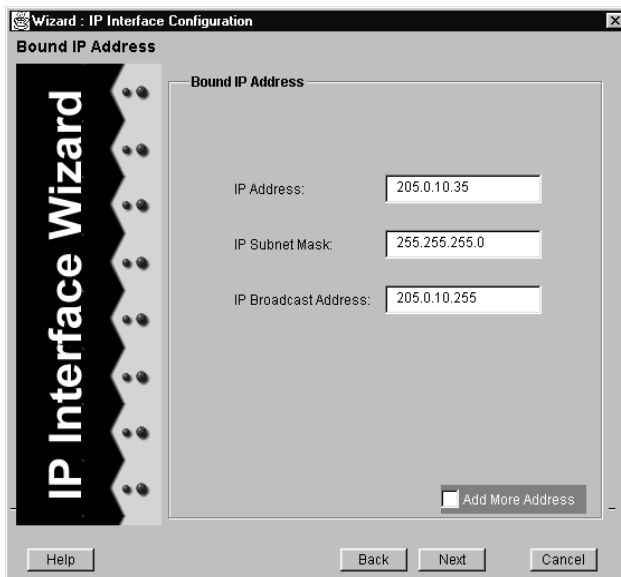 Wizard : IP Interface Configuration
Bound IP Address
IP Interface Wizard
Bound IP Address
IP Address: 205.0.10.35
IP Subnet Mask: 255.255.255.0
IP Broadcast Address: 205.0.10.255
Add More Address
Help Back Next Cancel